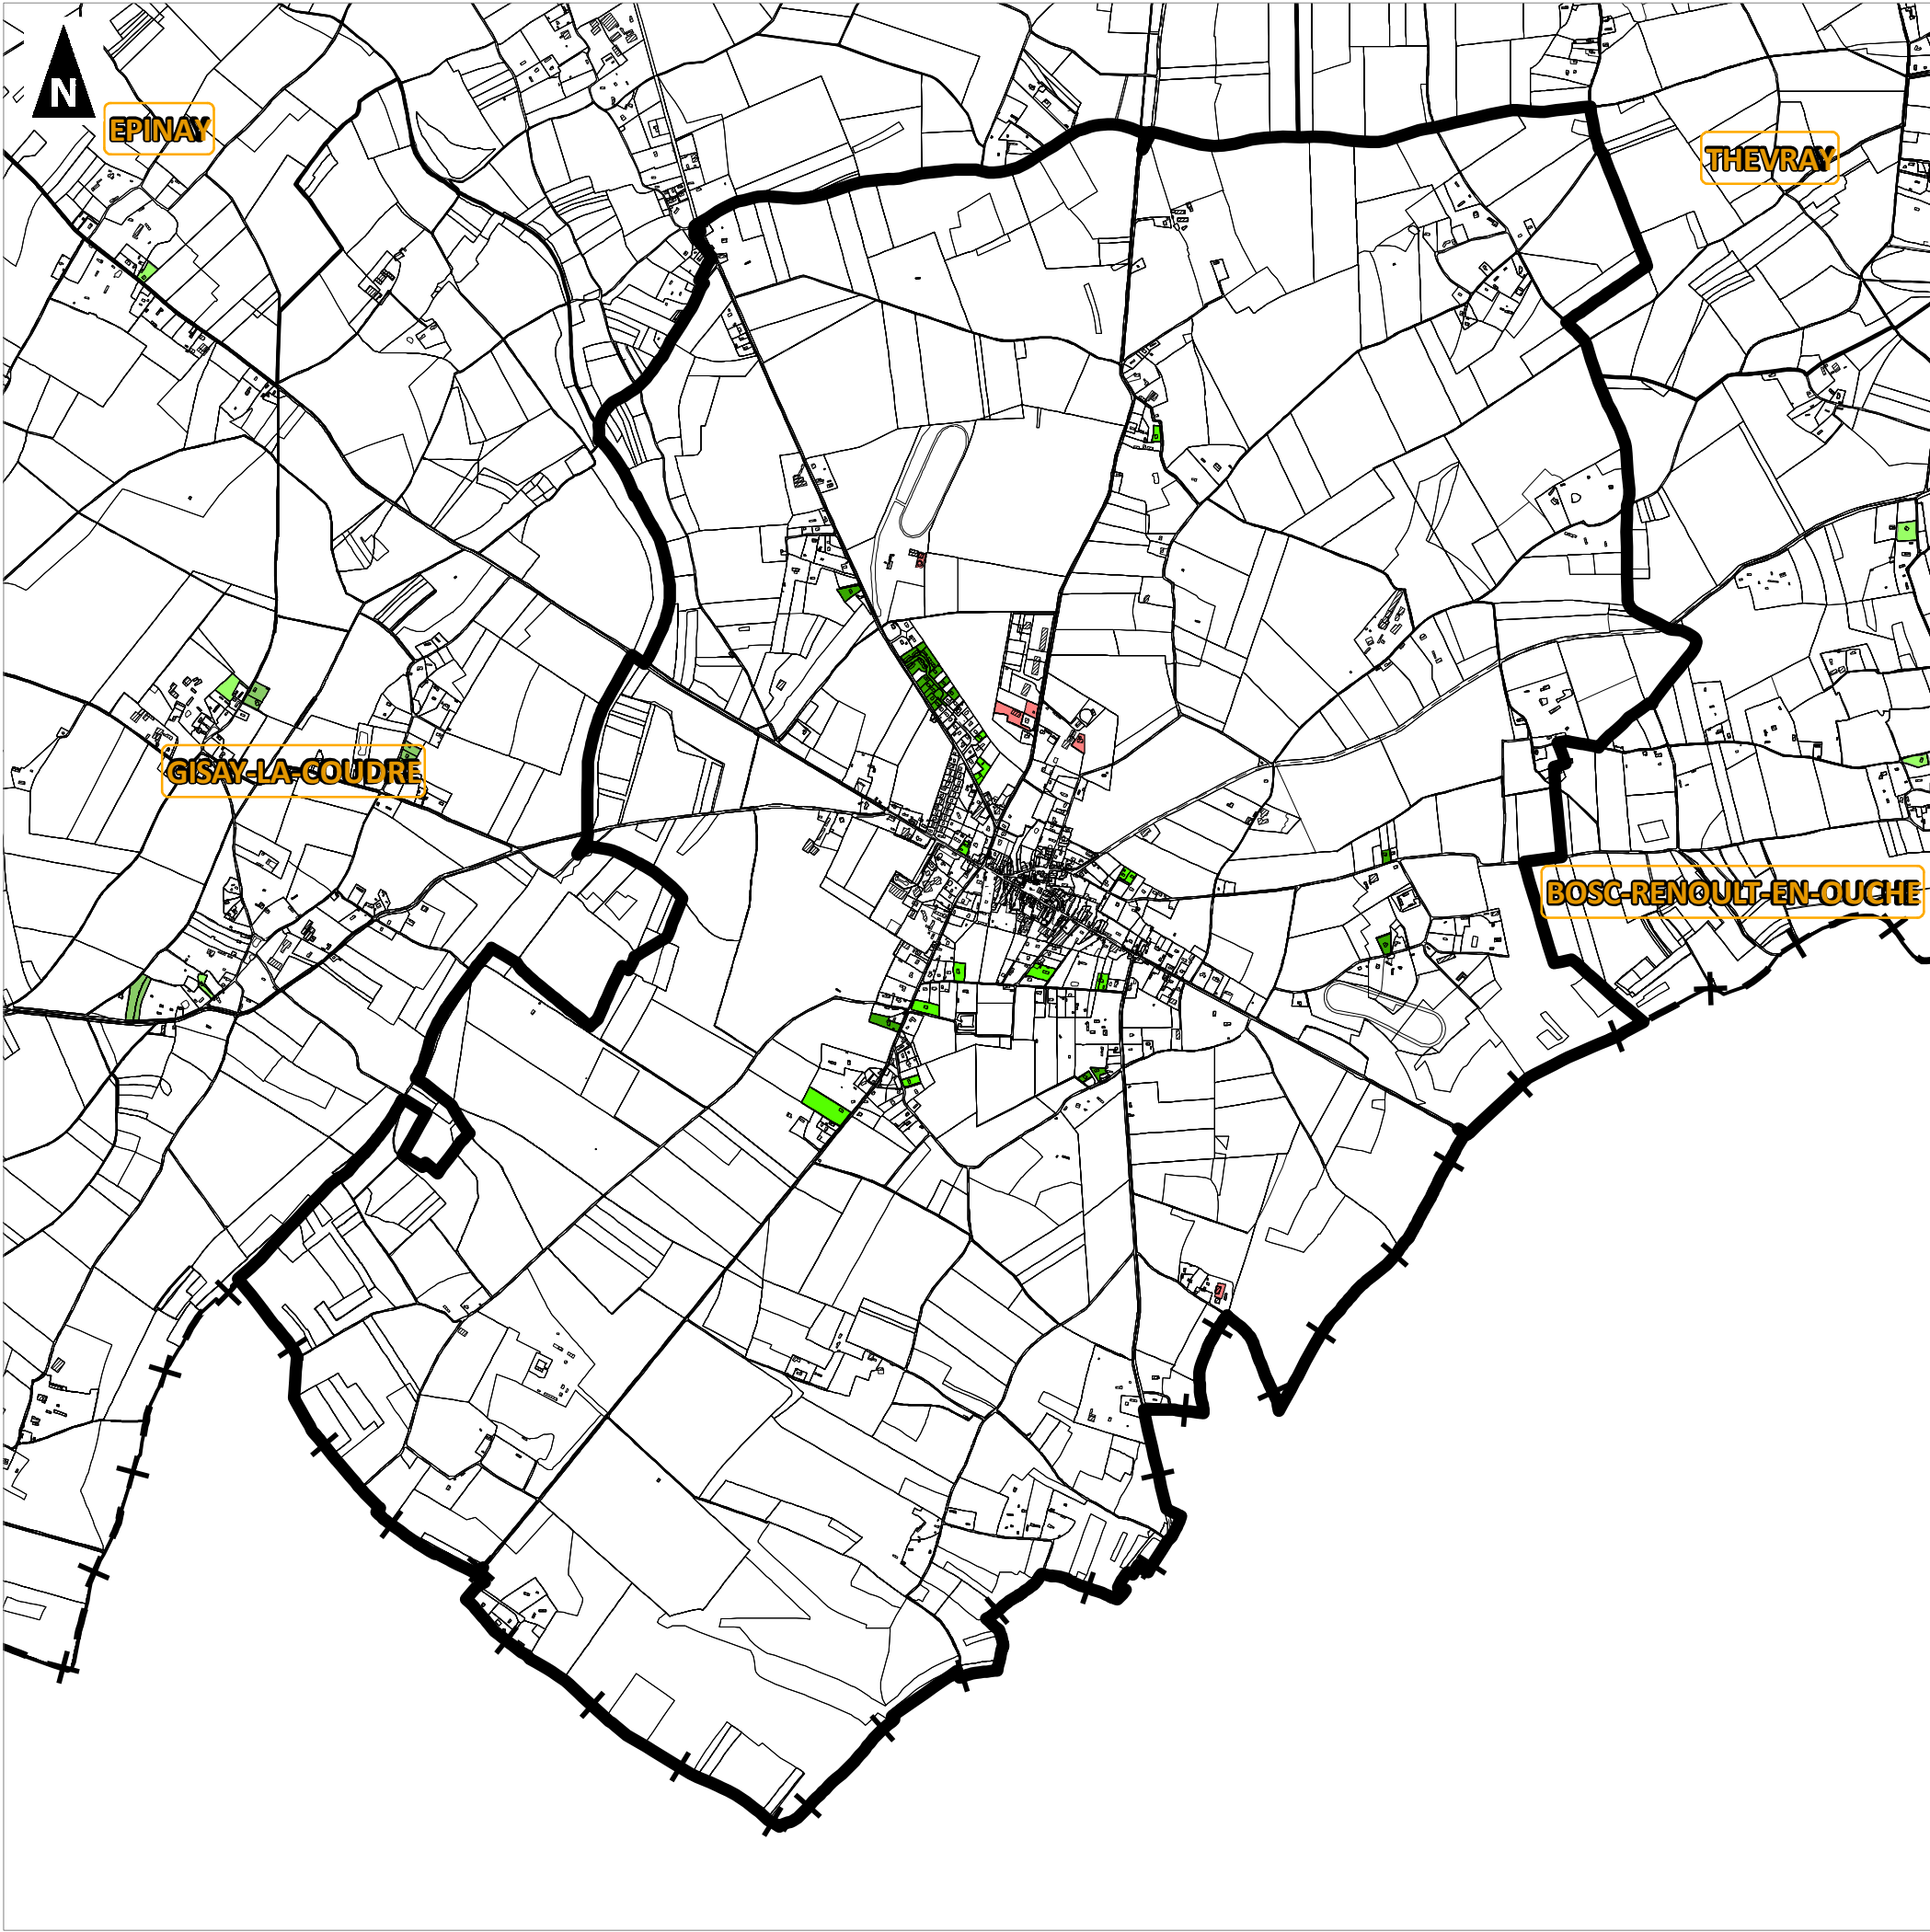 N
EPINAY
THEVRAY
GISAY-LA-COUDRE
BOSC-RENOULT-EN-OUCHE